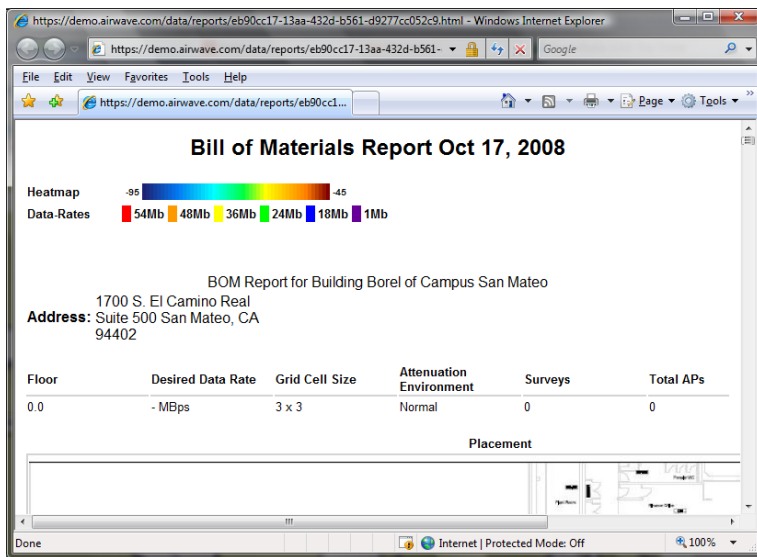 https://demo.airwave.com/data/reports/eb90cc17-13aa-432d-b561-d9277cc052c9.html - Windows Internet Explorer
https://demo.airwave.com/data/reports/eb90cc17-13aa-432d-b561-
Google
File Edit View Favorites Tools Help
https://demo.airwave.com/data/reports/eb90cc1...
Page Tools
Bill of Materials Report Oct 17, 2008
Heatmap -95 -45
Data-Rates 54Mb 48Mb 36Mb 24Mb 18Mb 1Mb
BOM Report for Building Borel of Campus San Mateo
1700 S. El Camino Real
Address: Suite 500 San Mateo, CA
94402
Floor Desired Data Rate Grid Cell Size Attenuation Environment Surveys Total APs
0.0 - MBps 3 x 3 Normal 0 0
Placement
Done Internet | Protected Mode: Off 100%